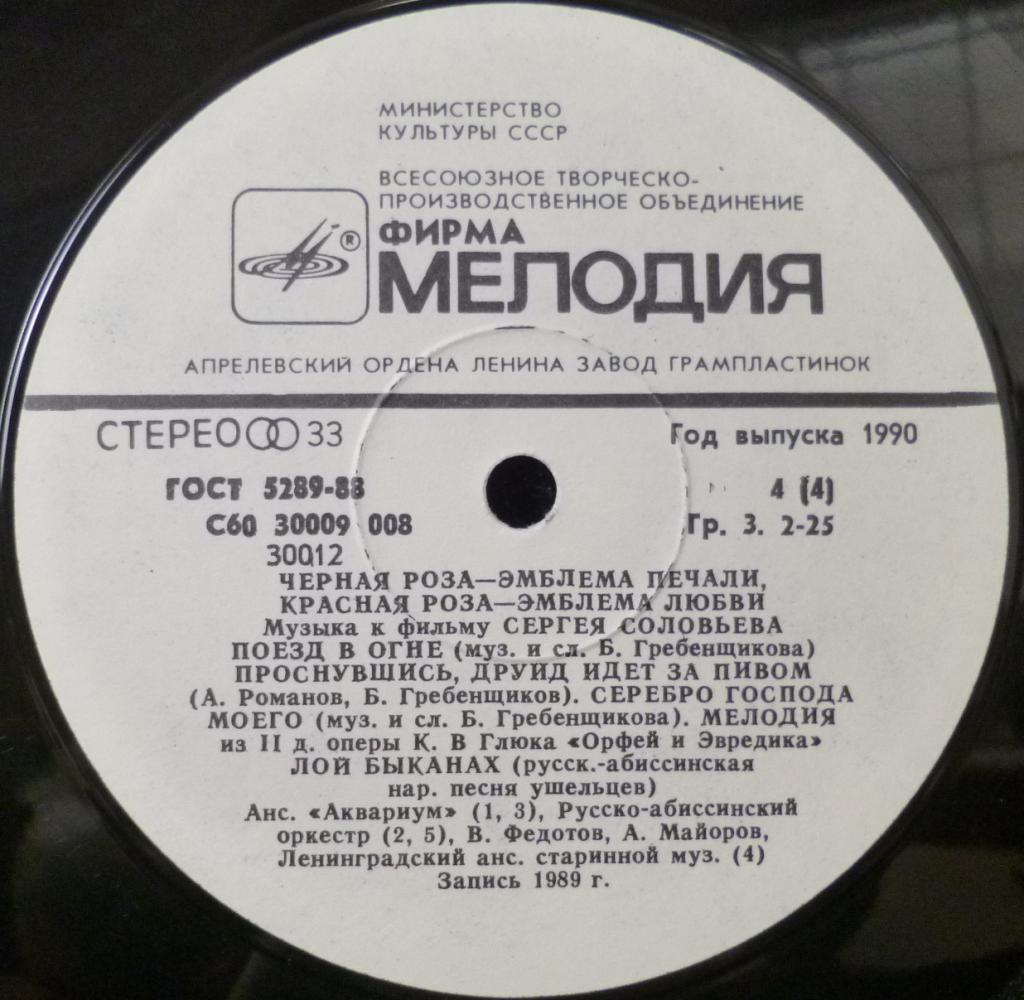 МИНИСТЕРСТВО
КУЛЬТУРЫ СССР
ВСЕСОЮЗНОЕ ТВОРЧЕСКО-
ПРОИЗВОДСТВЕННОЕ ОБЪЕДИНЕНИЕ
ФИРМА
®
МЕЛОДИЯ
АПРЕЛЕВСКИЙ ОРДЕНА ЛЕНИНА ЗАВОД ГРАМПЛАСТИНОК
СТЕРЕО 33 Год выпуска 1990
ГОСТ 5289-88 4 (4)
С60 30009 008 Гр. 3. 2-25
30012
ЧЕРНАЯ РОЗА—ЭМБЛЕМА ПЕЧАЛИ,
КРАСНАЯ РОЗА—ЭМБЛЕМА ЛЮБВИ
Музыка к фильму СЕРГЕЯ СОЛОВЬЕВА
ПОЕЗД В ОГНЕ (муз. и сл. Б. Гребенщикова)
ПРОСНУВШИСЬ, ДРУИД ИДЕТ ЗА ПИВОМ
(А. Романов, Б. Гребенщиков). СЕРЕБРО ГОСПОДА
МОЕГО (муз. и сл. Б. Гребенщикова). МЕЛОДИЯ
из II д. оперы К. В Глюка «Орфей и Эвредика»
ЛОЙ БЫКАНАХ (русск.-абиссинская
нар. песня ушельцев)
Анс. «Аквариум» (1, 3), Русско-абиссинский
оркестр (2, 5), В. Федотов, А. Майоров,
Ленинградский анс. старинной муз. (4)
Запись 1989 г.